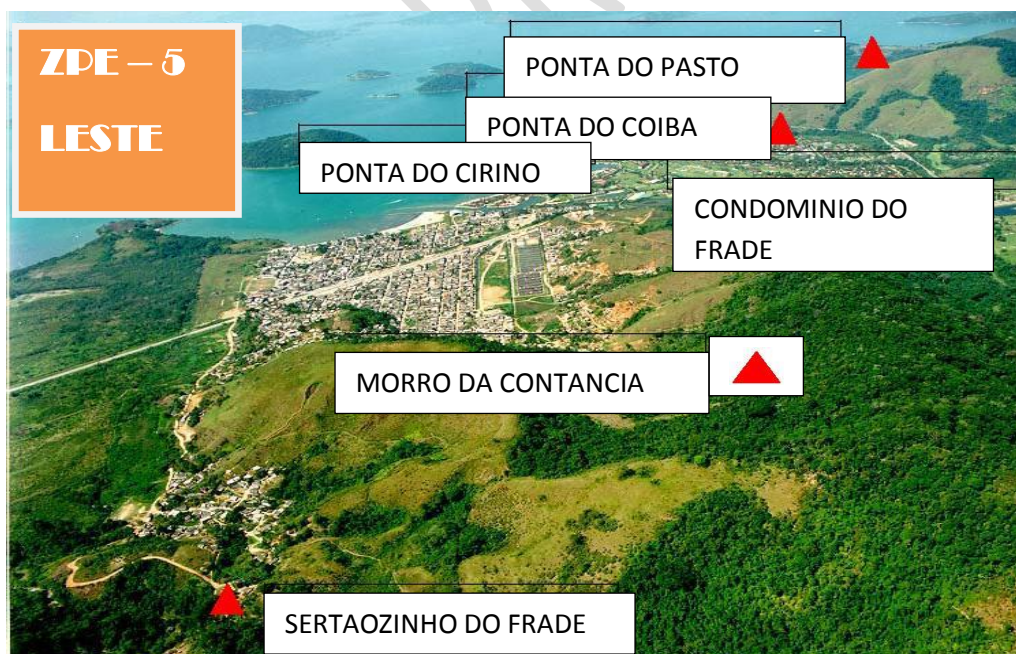 ZPE – 5
LESTE
PONTA DO PASTO
PONTA DO COIBA
PONTA DO CIRINO
CONDOMINIO DO
FRADE
MORRO DA CONTANCIA
SERTAOZINHO DO FRADE